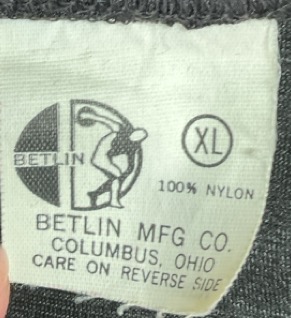 BETLIN
XL
100% NYLON
BETLIN MFG CO.
COLUMBUS, OHIO
CARE ON REVERSE SIDE